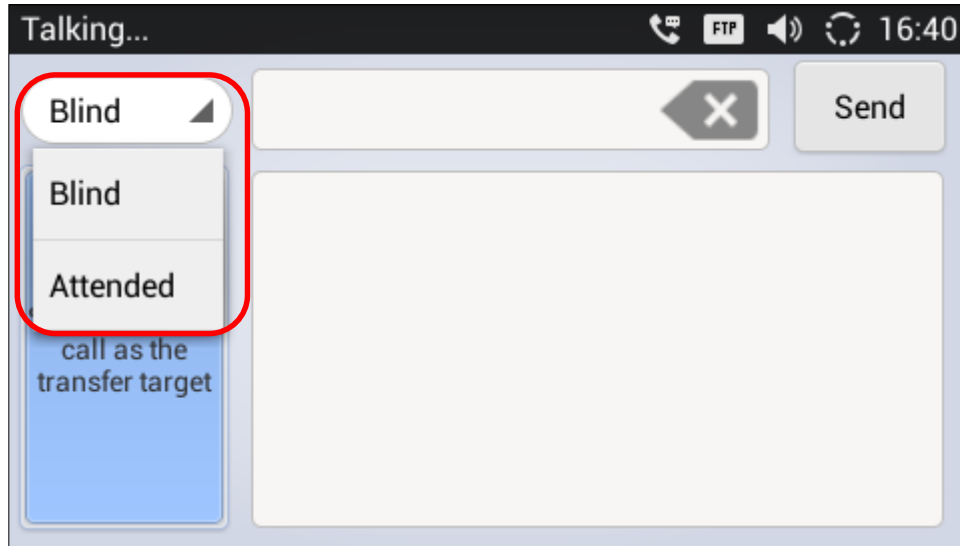 Talking...
FTP
16:40
Blind
Send
Blind
Attended
call as the
transfer target